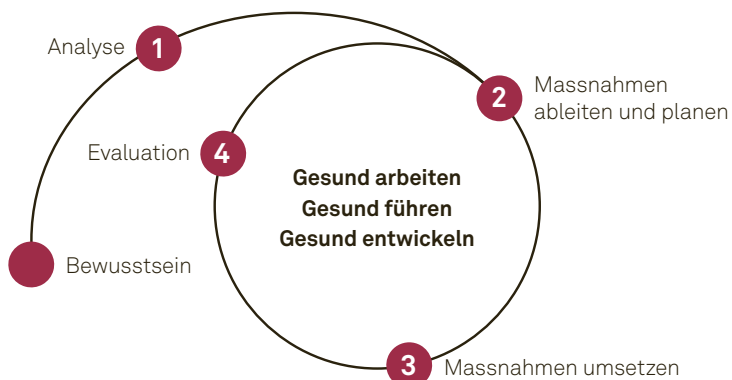 Analyse
1
2
Massnahmen
ableiten und planen
Evaluation
4
Gesund arbeiten
Gesund führen
Gesund entwickeln
Bewusstsein
3
Massnahmen umsetzen